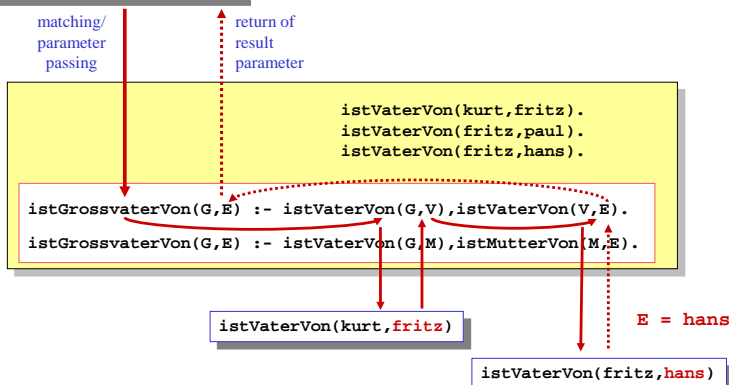 matching/
parameter
passing
return of
result
parameter
istVaterVon(kurt,fritz).
istVaterVon(fritz,paul).
istVaterVon(fritz,hans).
istGrossvaterVon(G,E) :- istVaterVon(G,V),istVaterVon(V,E).
istGrossvaterVon(G,E) :- istVaterVon(G,M),istMutterVon(M,E).
istVaterVon(kurt,fritz)
E = hans
istVaterVon(fritz,hans)